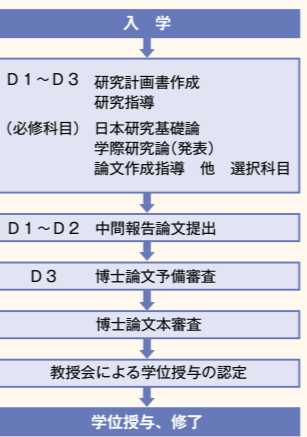 入　学
Ｄ１～Ｄ３　研究計画書作成
研究指導
（必修科目）　日本研究基礎論
学際研究論（発表）
論文作成指導　他　選択科目
Ｄ１～Ｄ２　中間報告論文提出
Ｄ３　博士論文予備審査
博士論文本審査
教授会による学位授与の認定
学位授与、修了